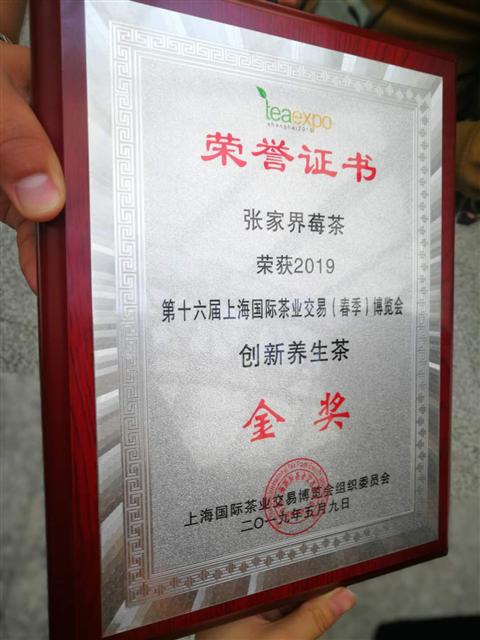 teaexpo
shanghai2019
荣誉证书
张家界莓茶
荣获2019
第十六届上海国际茶业交易（春季）博览会
创新养生茶
金奖
上海国际茶业交易博览会组织委员会
二〇一九年五月九日